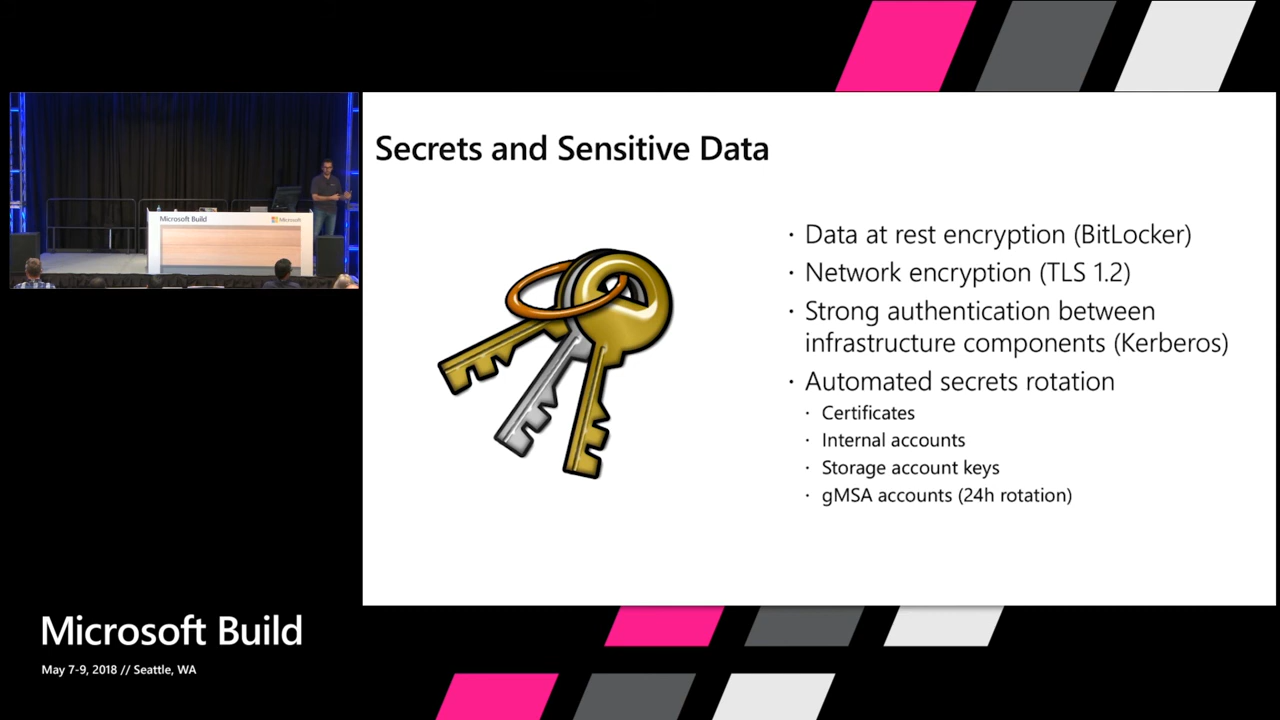 Microsoft Build
Microsoft
Secrets and Sensitive Data
· Data at rest encryption (BitLocker)
· Network encryption (TLS 1.2)
· Strong authentication between
infrastructure components (Kerberos)
· Automated secrets rotation
· Certificates
· Internal accounts
· Storage account keys
· gMSA accounts (24h rotation)
Microsoft Build
May 7-9, 2018 // Seattle, WA